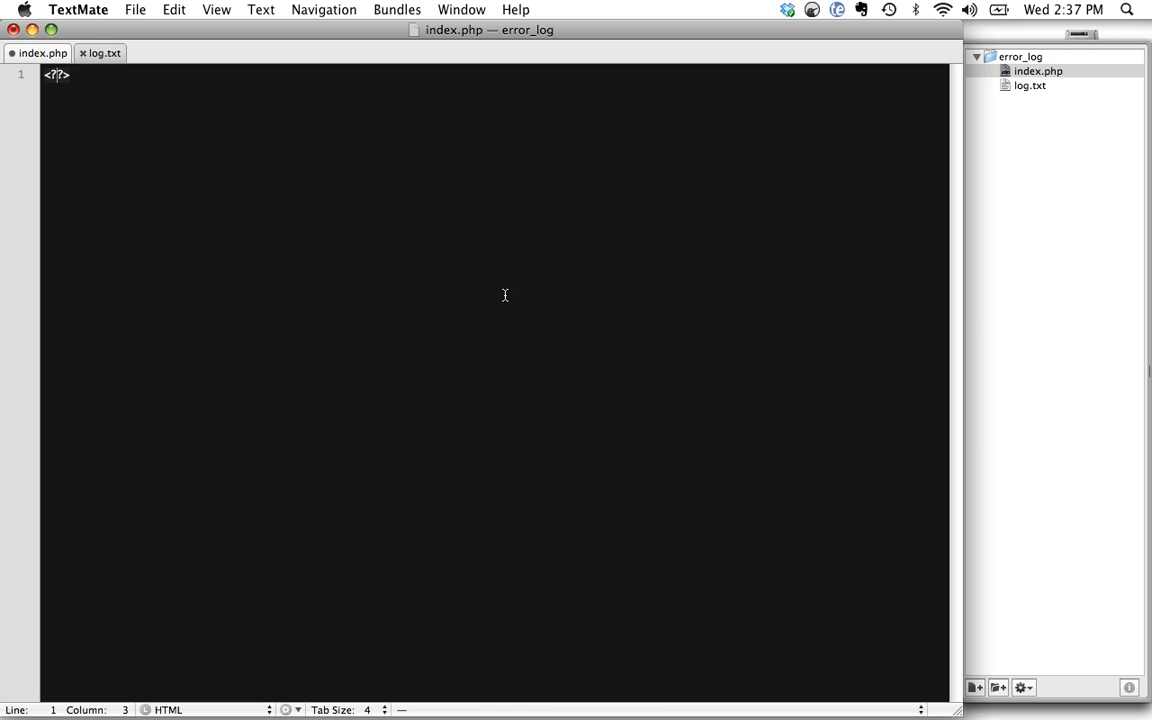 TextMate File Edit View Text Navigation Bundles Window Help Wed 2:37 PM
index.php — error_log
index.php log.txt
error_log
index.php
log.txt
1 <??>
Line: 1 Column: 3 L HTML Tab Size: 4 —